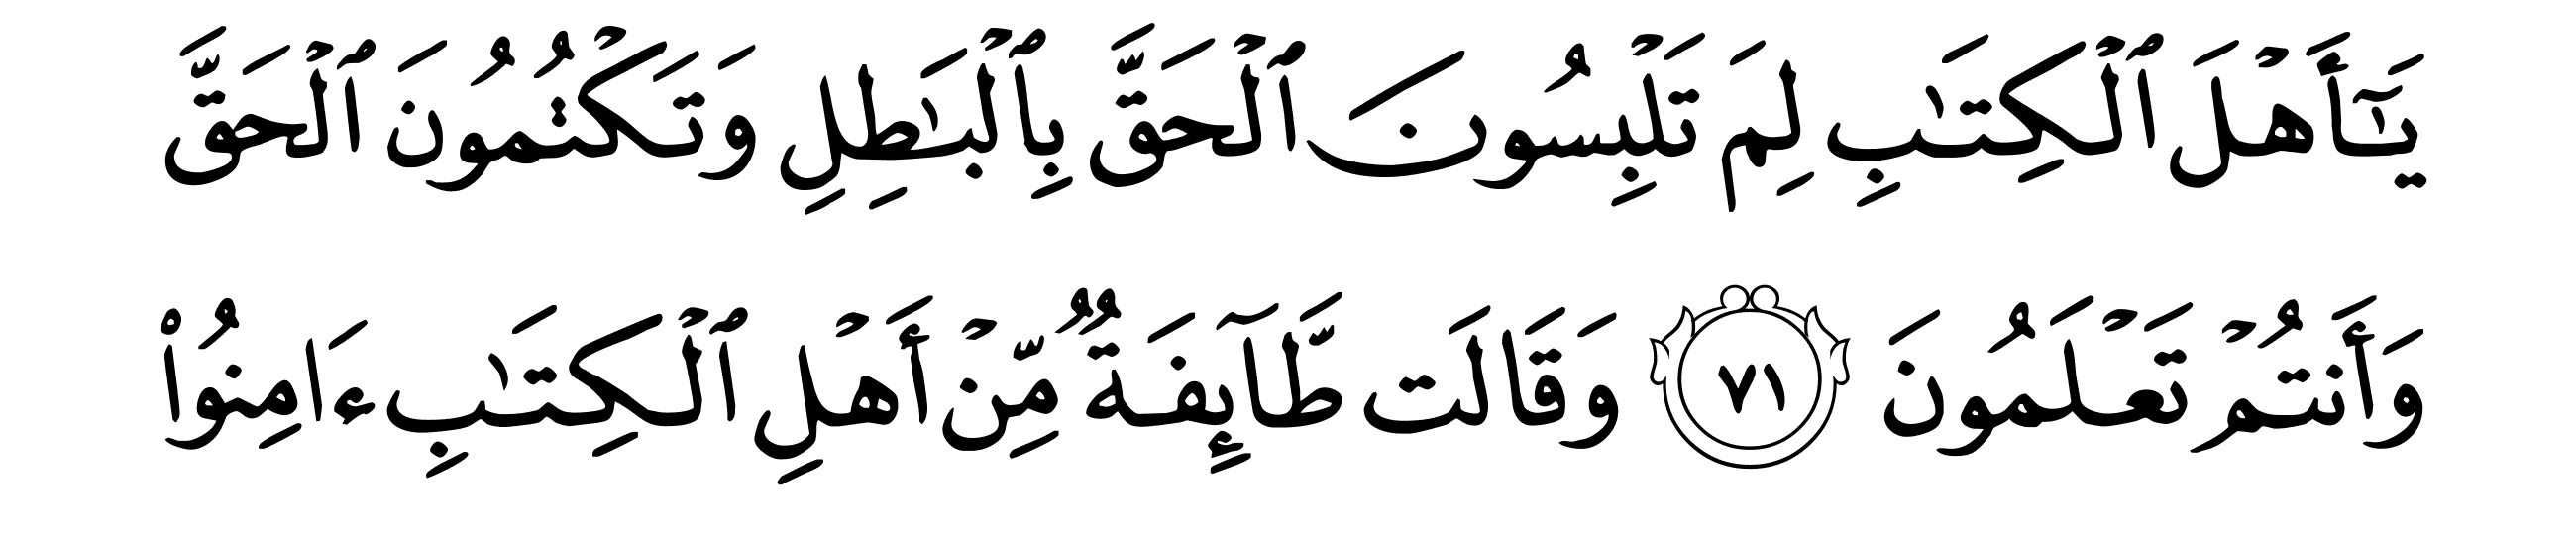 يَـٰٓأَهۡلَ ٱلۡكِتَـٰبِ لِمَ تَلۡبِسُونَ ٱلۡحَقَّ بِٱلۡبَـٰطِلِ وَتَكۡتُمُونَ ٱلۡحَقَّ
وَأَنتُمۡ تَعۡلَمُونَ ٧١ وَقَالَت طَّآئِفَةٌ مِّنۡ أَهۡلِ ٱلۡكِتَـٰبِ ءَامِنُواْ